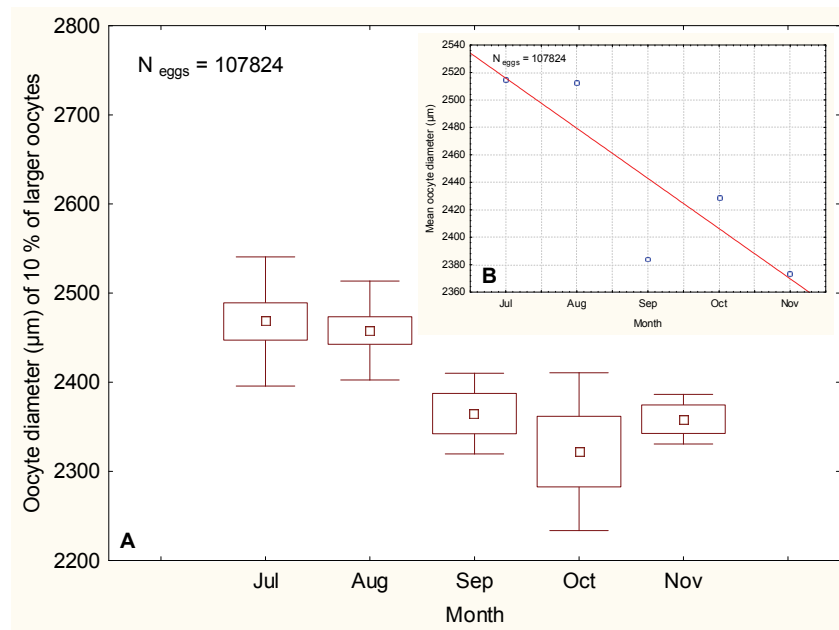 N eggs = 107824
Oocyte diameter (µm) of 10 % of larger oocytes
2800
2700
2600
2500
2400
2300
2200
A
Jul Aug Sep Oct Nov
Month
N eggs = 107824
Mean oocyte diameter (µm)
2540
2520
2500
2480
2460
2440
2420
2400
2380
2360
B
Jul Aug Sep Oct Nov
Month